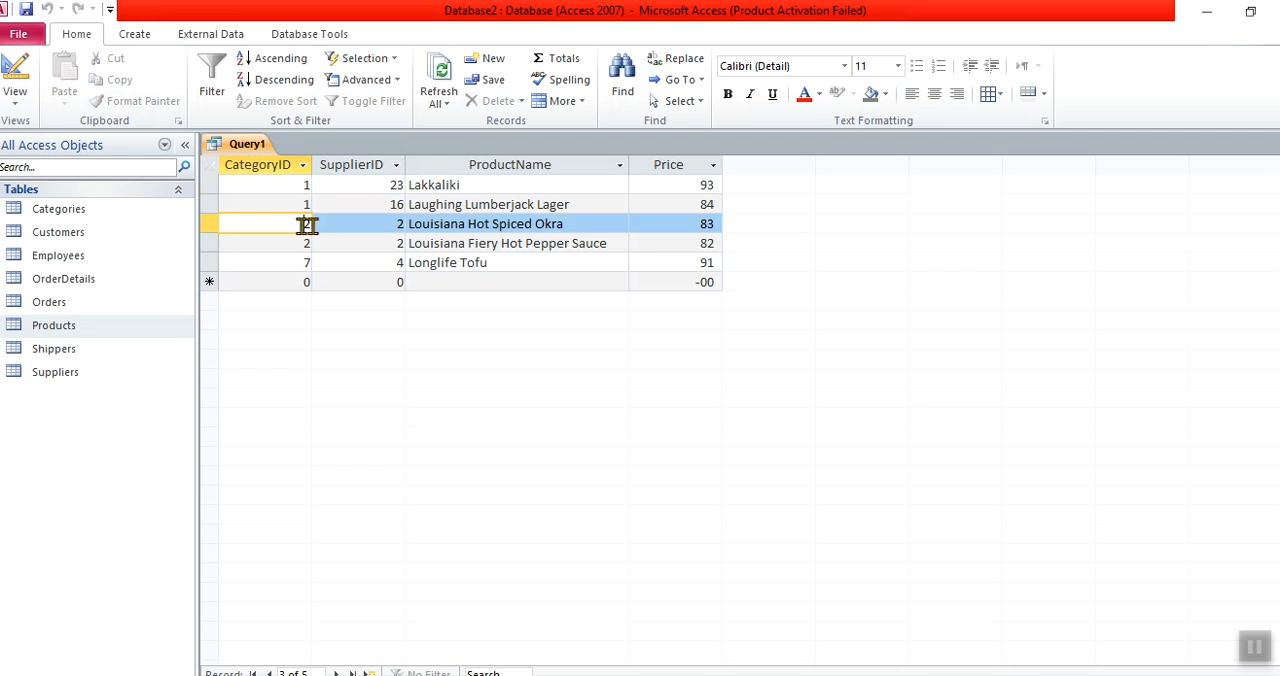 Database2 : Database (Access 2007) - Microsoft Access (Product Activation Failed)
File Home Create External Data Database Tools
View
Views
Paste
Cut
Copy
Format Painter
Clipboard
Filter
Ascending
Descending
Remove Sort
Selection
Advanced
Toggle Filter
Sort & Filter
Refresh
All
New
Save
Delete
Totals
Spelling
More
Records
Find
Replace
Go To
Select
Find
Calibri (Detail) 11
B I U A
Text Formatting
All Access Objects
Search...
Tables
Categories
Customers
Employees
OrderDetails
Orders
Products
Shippers
Suppliers
Query1
CategoryID SupplierID ProductName Price
1 23 Lakkaliki 93
1 16 Laughing Lumberjack Lager 84
2 2 Louisiana Hot Spiced Okra 83
2 2 Louisiana Fiery Hot Pepper Sauce 82
7 4 Longlife Tofu 91
* 0 0 -00
Record: 3 of 5 No Filter Search